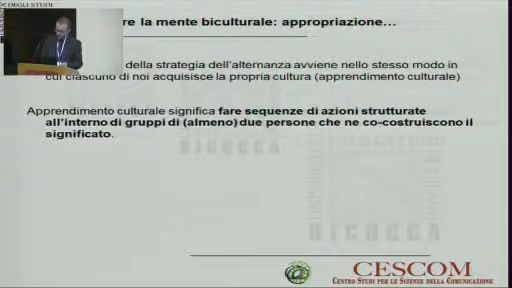 DEGLI STUDI
re la mente biculturale: appropriazione…
della strategia dell'alternanza avviene nello stesso modo in
cui ciascuno di noi acquisisce la propria cultura (apprendimento culturale)
Apprendimento culturale significa fare sequenze di azioni strutturate
all'interno di gruppi di (almeno) due persone che ne co-costruiscono il
significato.
BICOCCA
BICOCCA
CESCOM
CENTRO STUDI PER LE SCIENZE DELLA COMUNICAZIONE